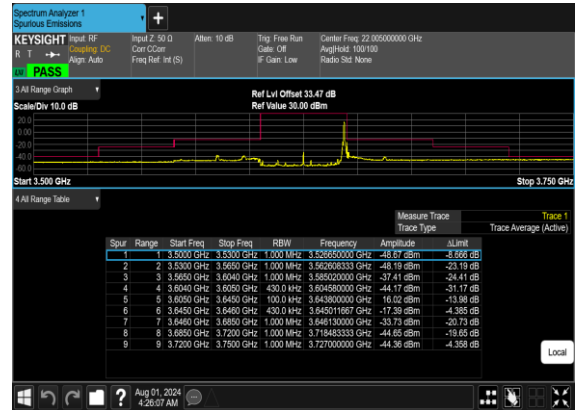 Spectrum Analyzer 1
Spurious Emissions
KEYSIGHT Input: RF Input Z: 50 Ω Atten: 10 dB Trig: Free Run Center Freq: 22.005000000 GHz
R T Coupling: DC Corr CCorr Gate: Off Avg|Hold: 100/100
Align: Auto Freq Ref: Int (S) IF Gain: Low Radio Std: None
PASS
3 All Range Graph
Ref Lvl Offset 33.47 dB
Scale/Div 10.0 dB Ref Value 30.00 dBm
20.0
0.00
-20.0
-40.0
-60.0
Start 3.500 GHz Stop 3.750 GHz
4 All Range Table
Measure Trace Trace 1
Trace Type Trace Average (Active)
Spur Range Start Freq Stop Freq RBW Frequency Amplitude ΔLimit
1 1 3.5000 GHz 3.5300 GHz 1.000 MHz 3.526650000 GHz -48.67 dBm -8.666 dB
2 2 3.5300 GHz 3.5650 GHz 1.000 MHz 3.562608333 GHz -48.19 dBm -23.19 dB
3 3 3.5650 GHz 3.6040 GHz 1.000 MHz 3.585020000 GHz -37.41 dBm -24.41 dB
4 4 3.6040 GHz 3.6050 GHz 430.0 kHz 3.604580000 GHz -44.17 dBm -31.17 dB
5 5 3.6050 GHz 3.6450 GHz 100.0 kHz 3.643800000 GHz 16.02 dBm -13.98 dB
6 6 3.6450 GHz 3.6460 GHz 430.0 kHz 3.645011667 GHz -17.39 dBm -4.385 dB
7 7 3.6460 GHz 3.6850 GHz 1.000 MHz 3.646130000 GHz -33.73 dBm -20.73 dB
8 8 3.6850 GHz 3.7200 GHz 1.000 MHz 3.718483333 GHz -44.65 dBm -19.65 dB
9 9 3.7200 GHz 3.7500 GHz 1.000 MHz 3.727000000 GHz -44.36 dBm -4.358 dB
Local
Aug 01, 2024
4:26:07 AM